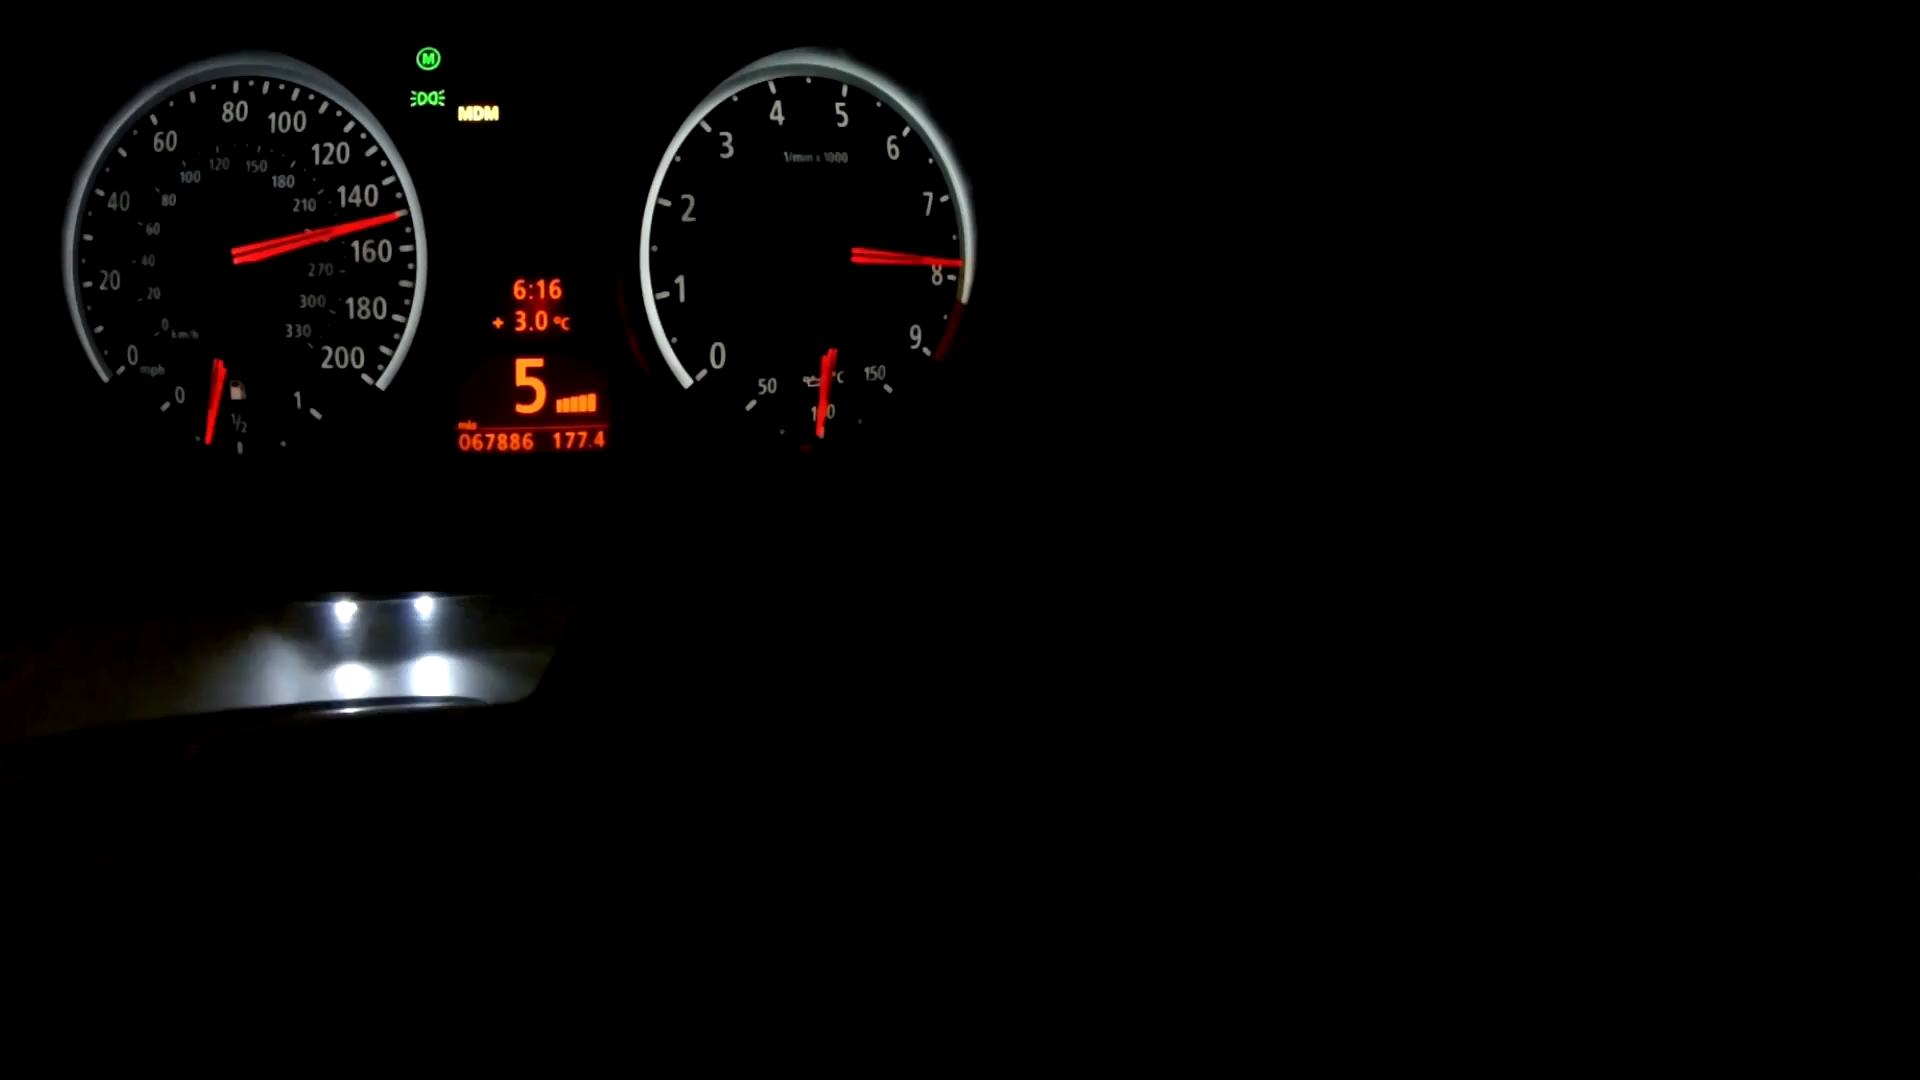 M
MDM
0 20 40 60 80 100 120 140 160 180 200
mph
0 20 40 60 80 100 120 150 180 210 270 300 330
km/h
0 1/2 1
6:16
+ 3.0 °C
5
mls
067886 177.4
0 1 2 3 4 5 6 7 8 9
1/min x 1000
50 150
°C